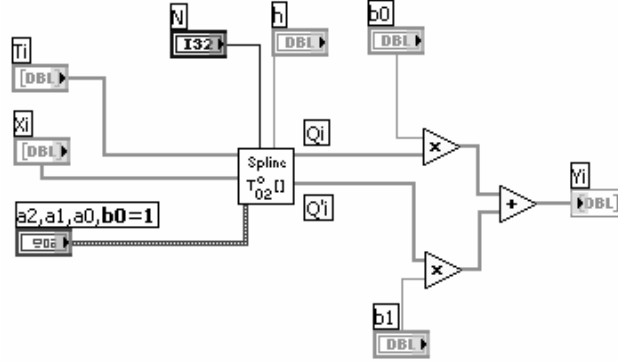 N
h
b0
I32
DBL
DBL
Ti
[DBL]
Xi
[DBL]
Qi
×
Spline
T°02[]
Yi
+
DBL]
Q'i
a2,a1,a0,b0=1
×
b1
DBL